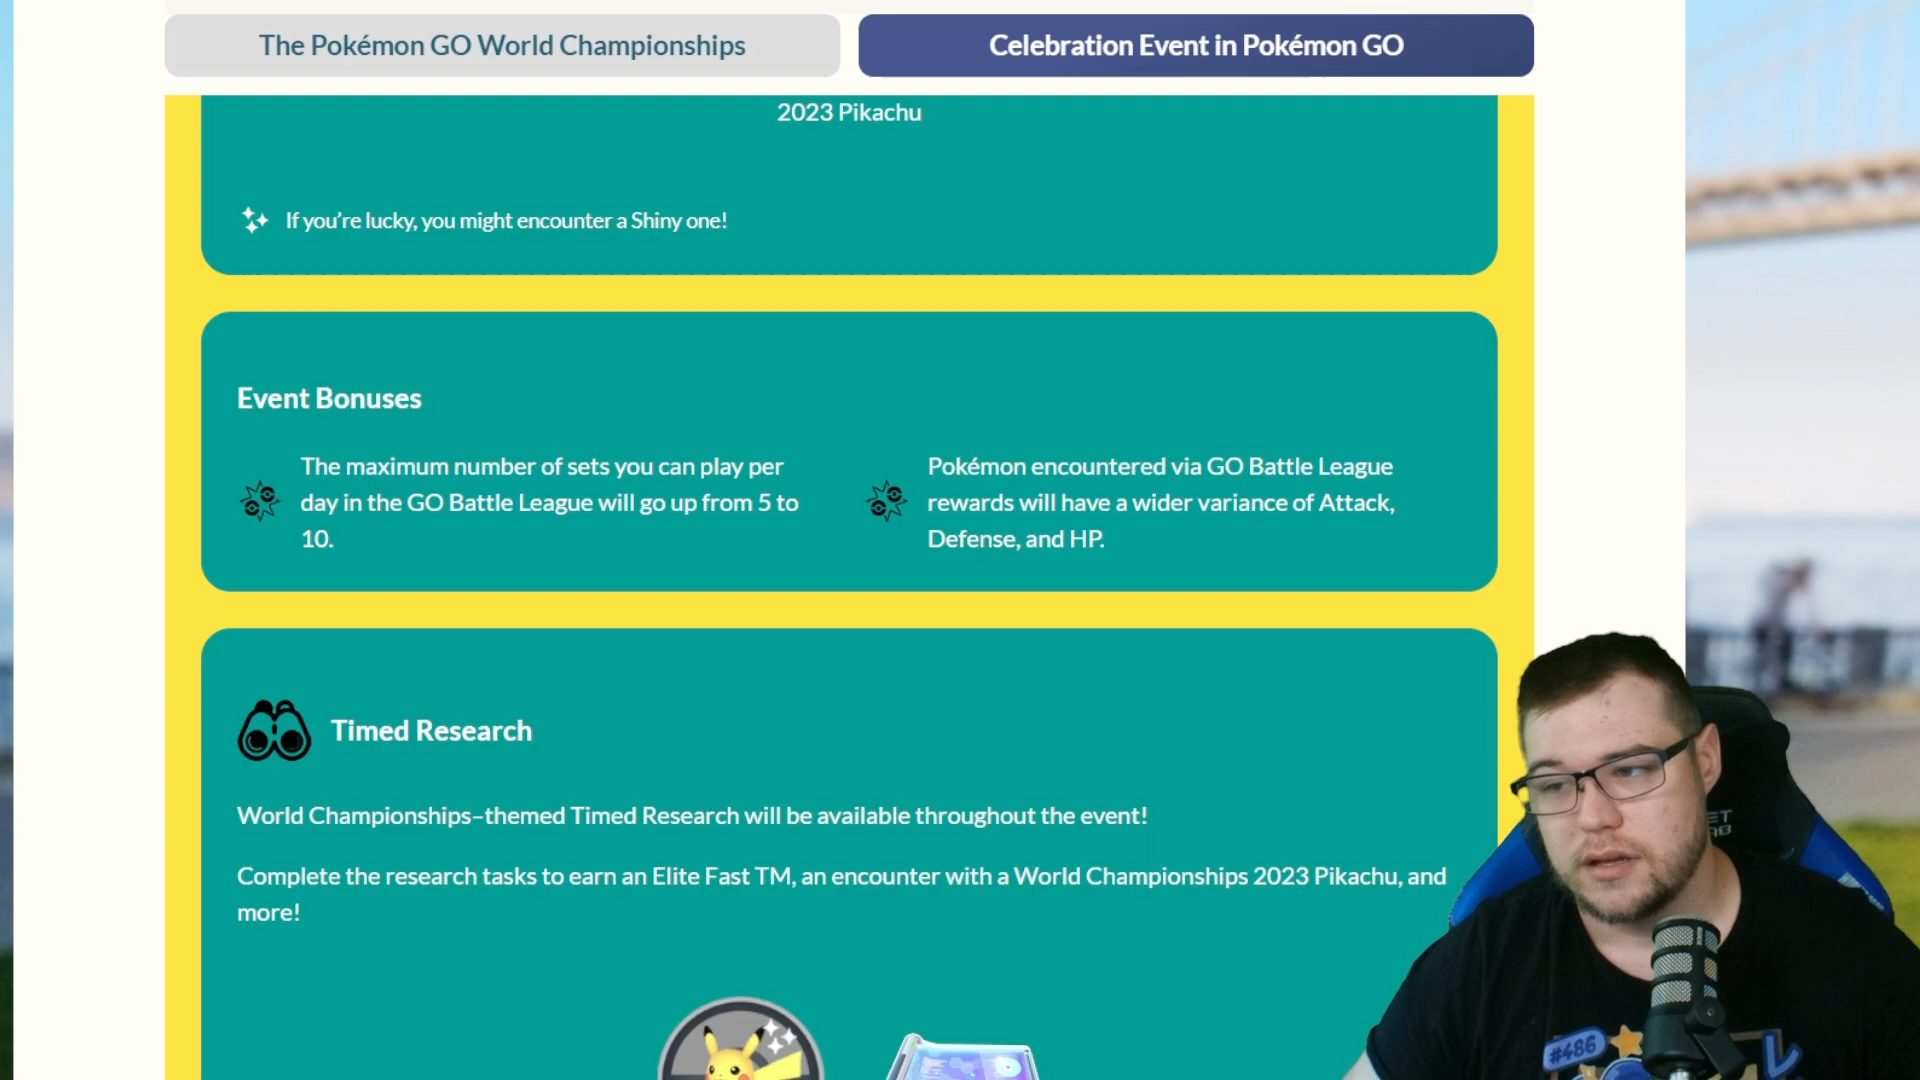 The Pokémon GO World Championships
Celebration Event in Pokémon GO
2023 Pikachu
If you're lucky, you might encounter a Shiny one!
Event Bonuses
The maximum number of sets you can play per
day in the GO Battle League will go up from 5 to
10.
Pokémon encountered via GO Battle League
rewards will have a wider variance of Attack,
Defense, and HP.
Timed Research
World Championships–themed Timed Research will be available throughout the event!
Complete the research tasks to earn an Elite Fast TM, an encounter with a World Championships 2023 Pikachu, and
more!
#486